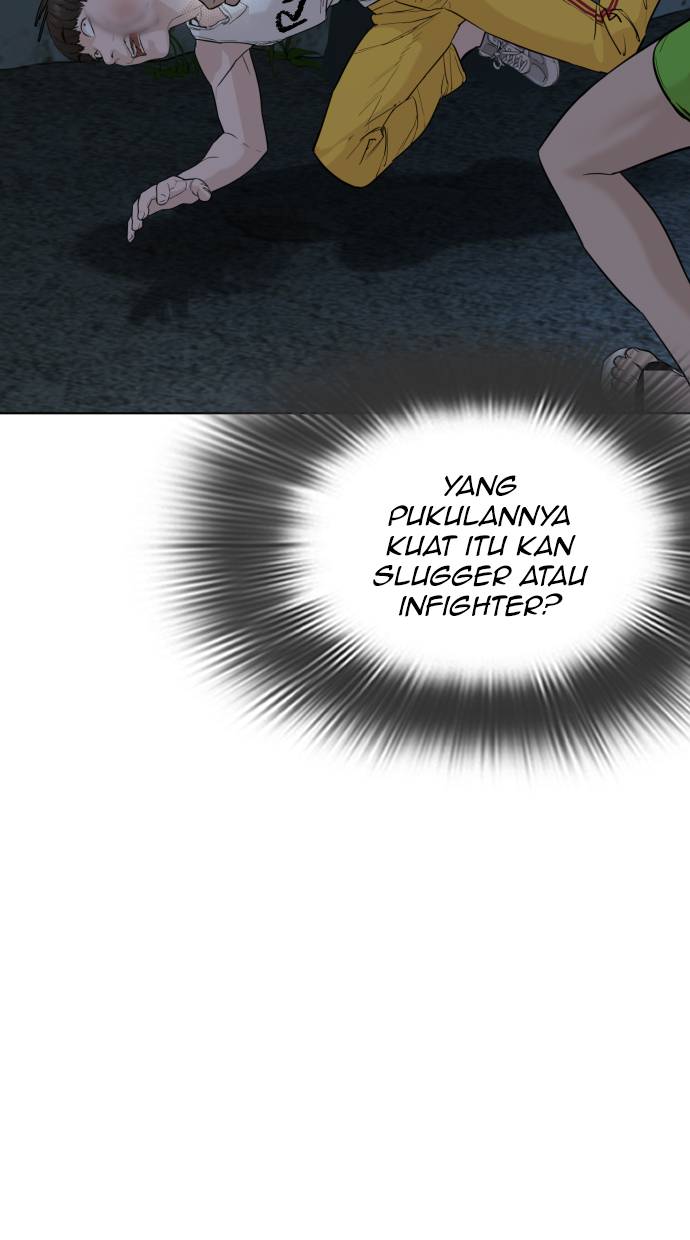 YANG
PUKULANNYA
KUAT ITU KAN
SLUGGER ATAU
INFIGHTER?